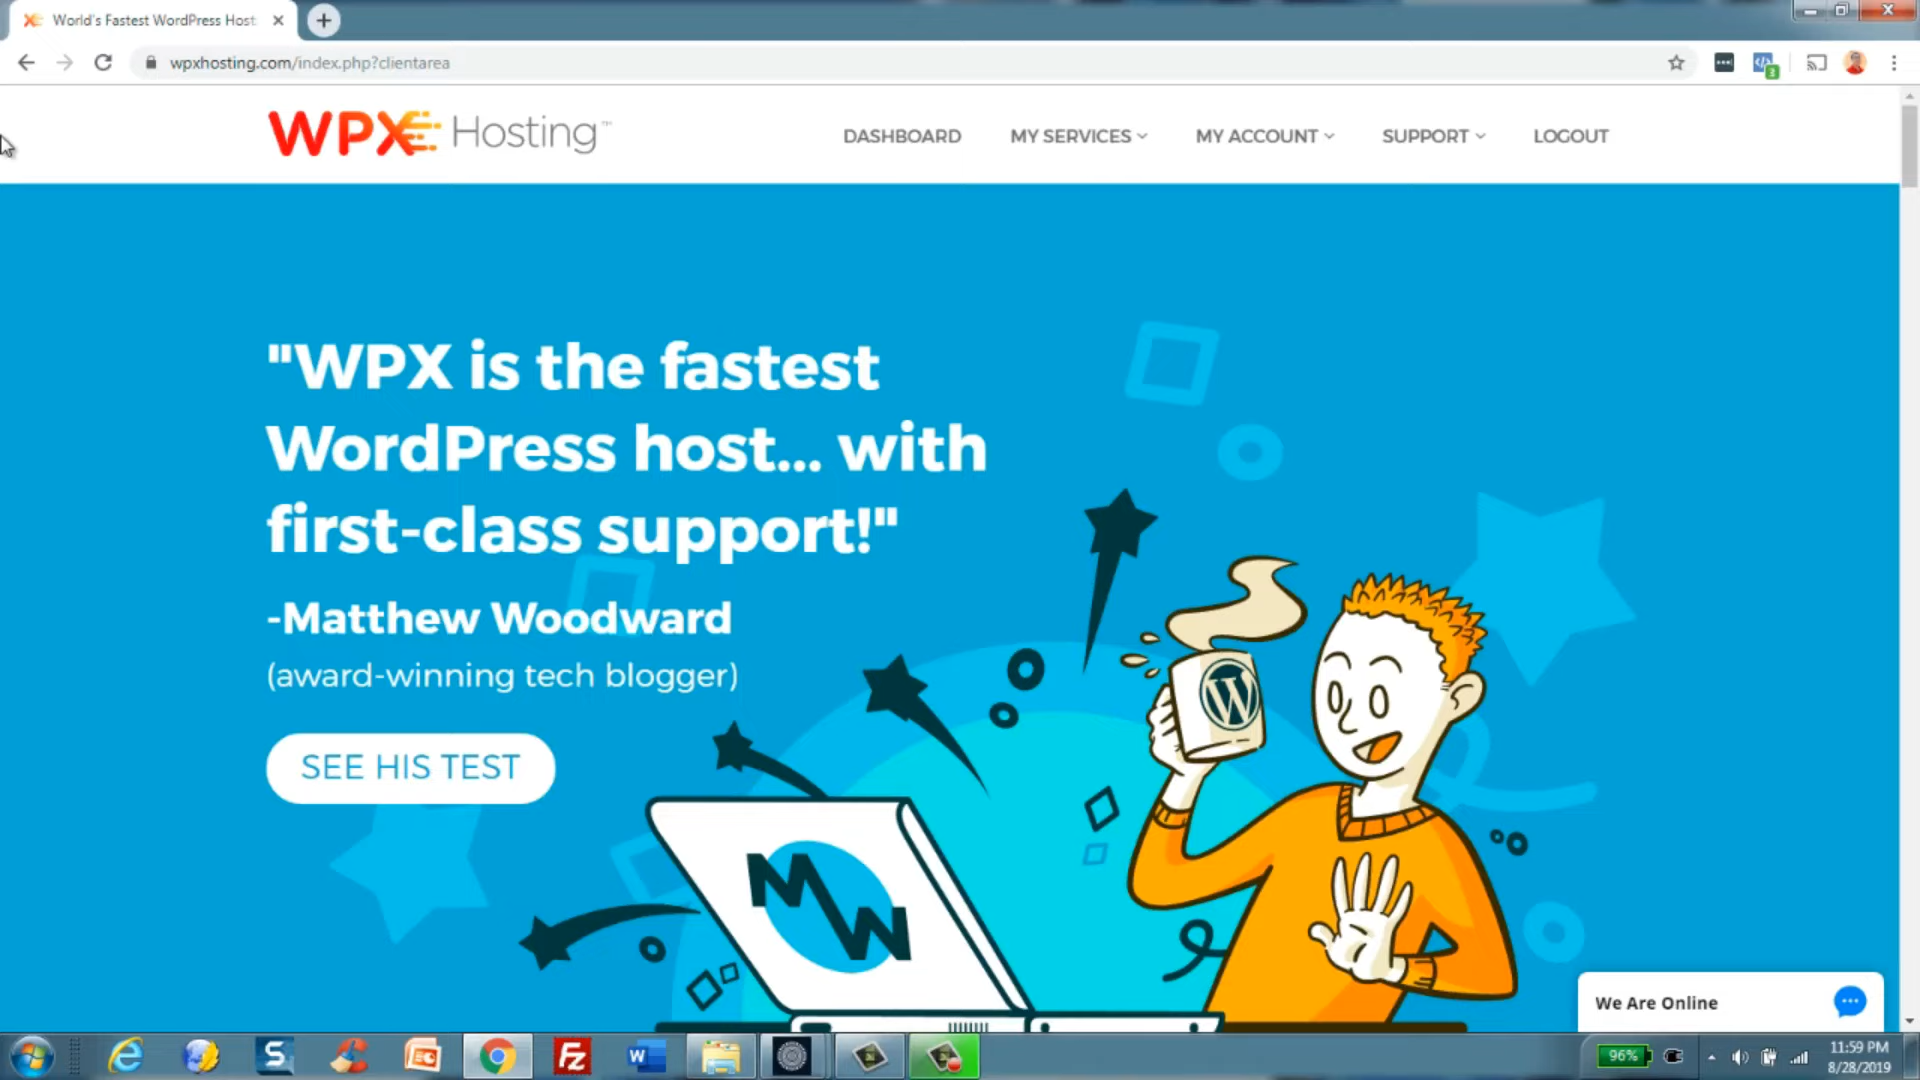 World's Fastest WordPress Host
wpxhosting.com/index.php?clientarea
WPX Hosting™
DASHBOARD
MY SERVICES
MY ACCOUNT
SUPPORT
LOGOUT
"WPX is the fastest
WordPress host... with
first-class support!"
-Matthew Woodward
(award-winning tech blogger)
SEE HIS TEST
W
MW
We Are Online
96%
11:59 PM
8/28/2019